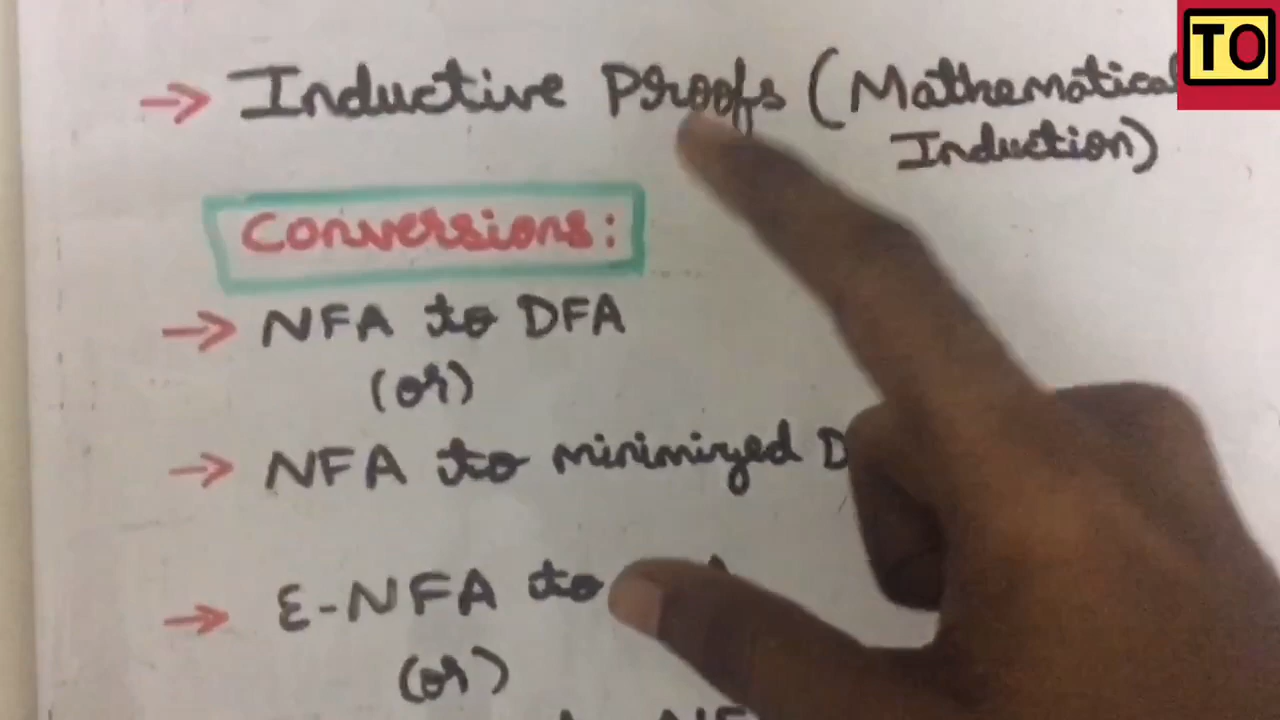 TO
→ Inductive Proofs (Mathematical
Induction)
Conversions:
→ NFA to DFA
(or)
→ NFA to minimized D
→ ε-NFA to
(or)